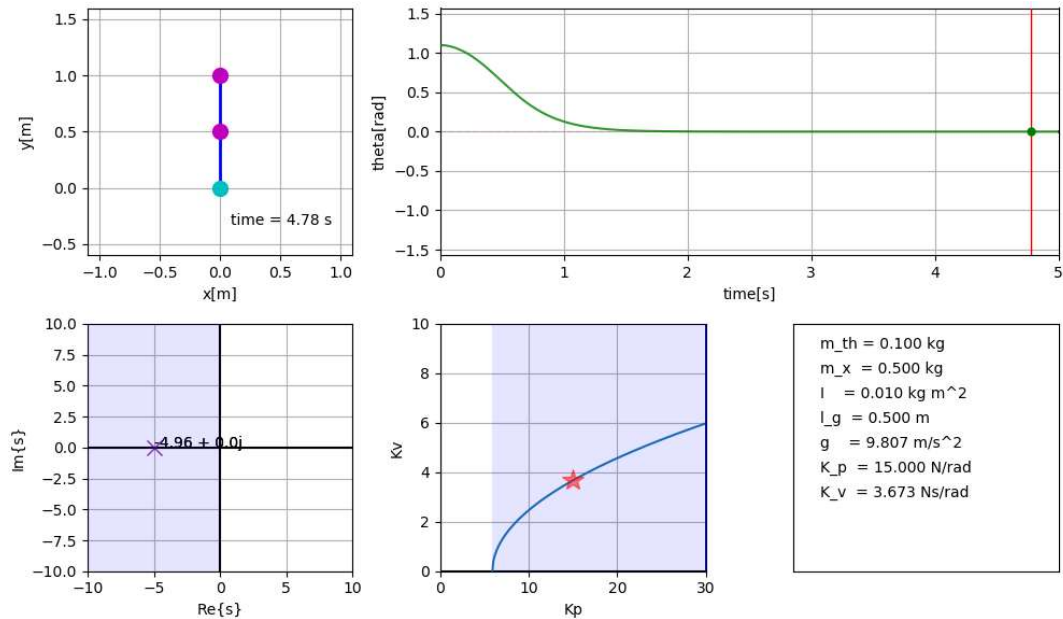 1.5
1.0
0.5
0.0
−0.5
y[m]
time = 4.78 s
−1.0
−0.5
0.0
0.5
1.0
x[m]
1.5
1.0
0.5
0.0
−0.5
−1.0
−1.5
theta[rad]
0
1
2
3
4
5
time[s]
10.0
7.5
5.0
2.5
0.0
−2.5
−5.0
−7.5
−10.0
Im{s}
-4.96 + 0.0j
−10
−5
0
5
10
Re{s}
10
8
6
4
2
0
Kv
0
10
20
30
Kp
m_th = 0.100 kg
m_x = 0.500 kg
I = 0.010 kg m^2
l_g = 0.500 m
g = 9.807 m/s^2
K_p = 15.000 N/rad
K_v = 3.673 Ns/rad